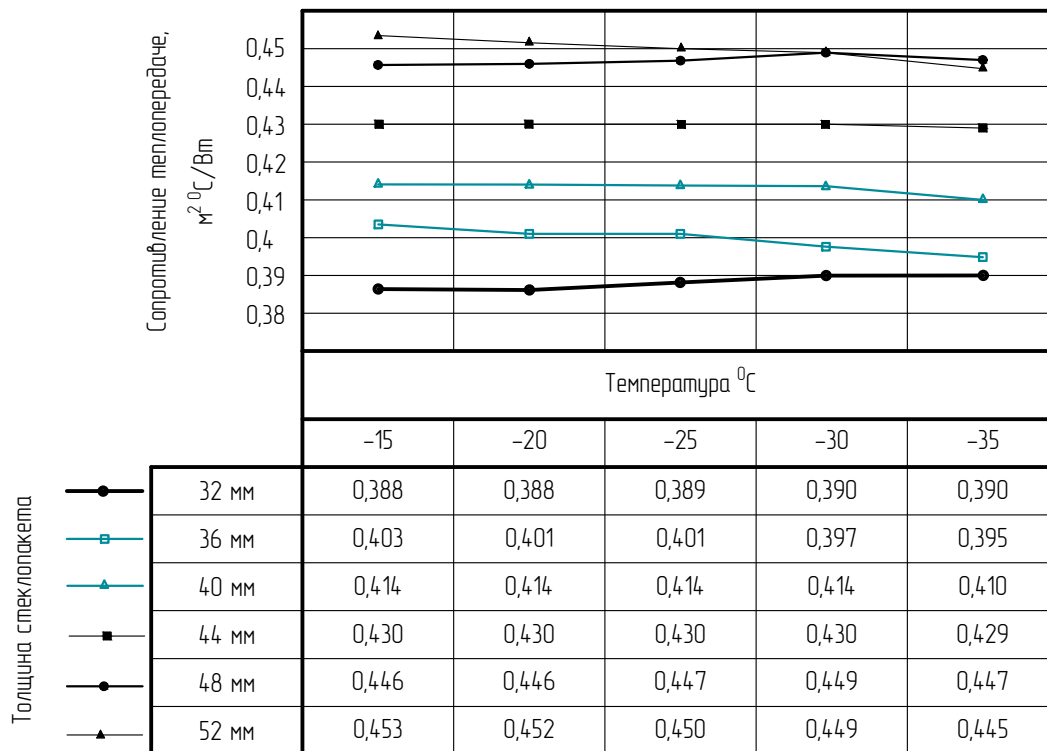 Сопротивление теплопередаче,
м² ⁰С/Вт
0,45
0,44
0,43
0,42
0,41
0,4
0,39
0,38
Температура ⁰С
-15 -20 -25 -30 -35
Толщина стеклопакета
32 мм 0,388 0,388 0,389 0,390 0,390
36 мм 0,403 0,401 0,401 0,397 0,395
40 мм 0,414 0,414 0,414 0,414 0,410
44 мм 0,430 0,430 0,430 0,430 0,429
48 мм 0,446 0,446 0,447 0,449 0,447
52 мм 0,453 0,452 0,450 0,449 0,445